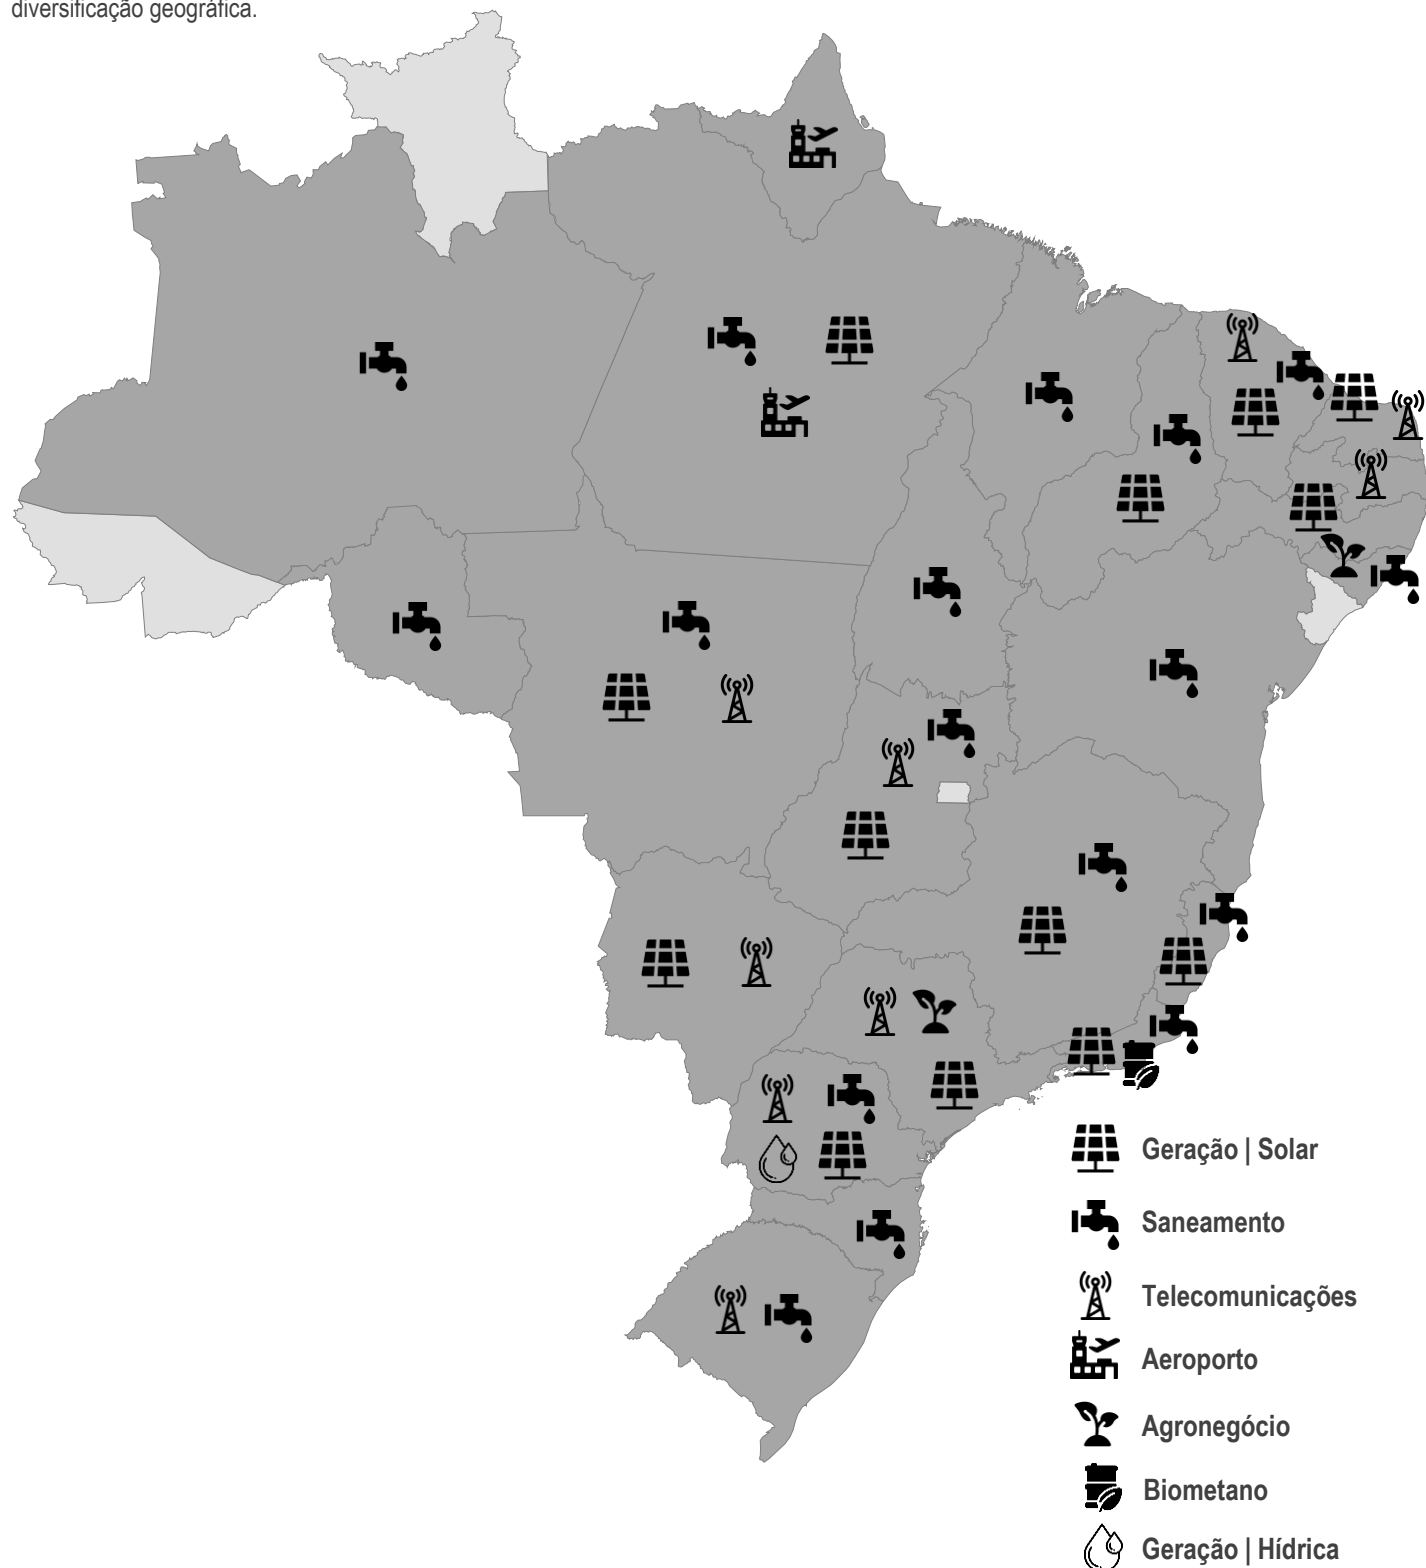 diversificação geográfica.
Geração | Solar
Saneamento
Telecomunicações
Aeroporto
Agronegócio
Biometano
Geração | Hídrica